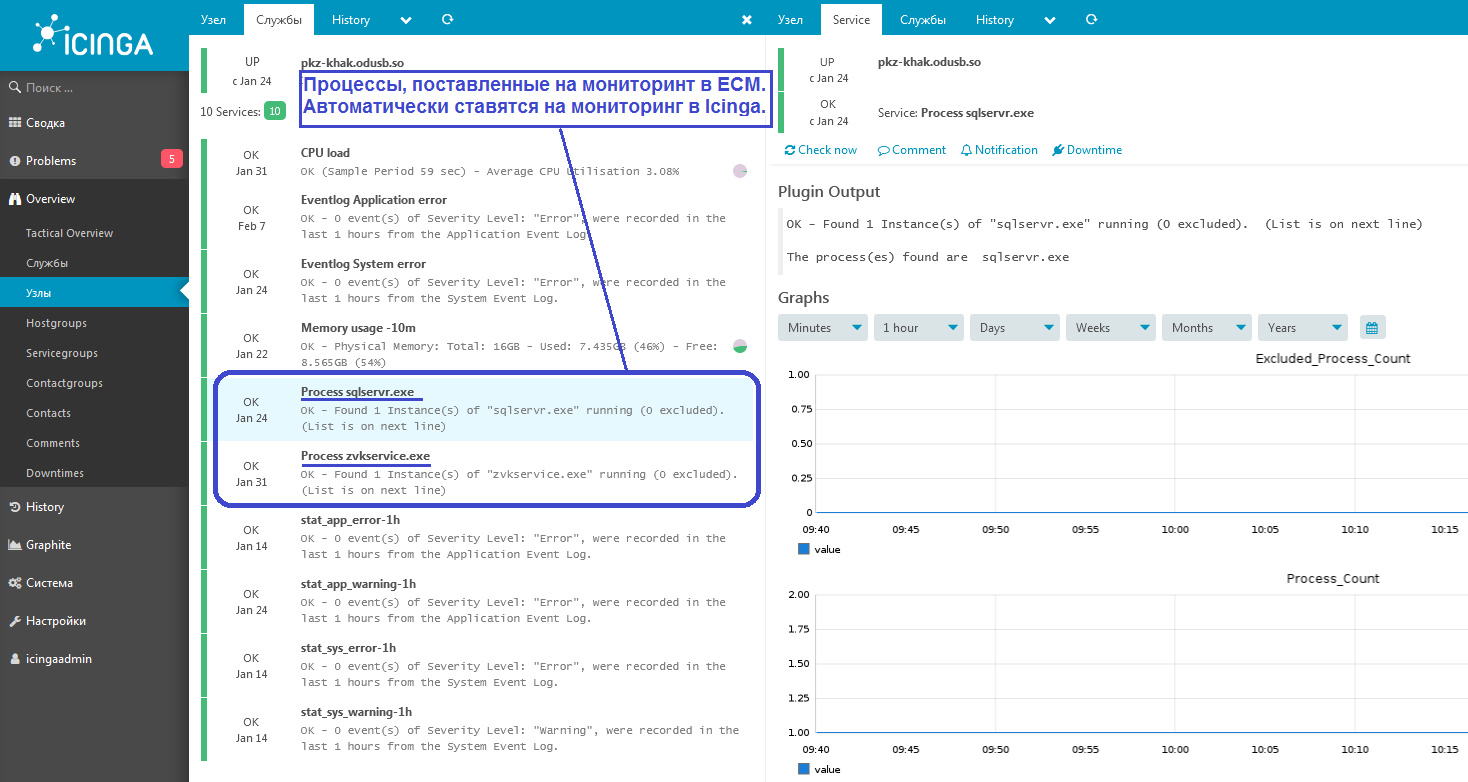 ICINGA
Поиск ...
Сводка
Problems
5
Overview
Tactical Overview
Службы
Узлы
Hostgroups
Servicegroups
Contactgroups
Contacts
Comments
Downtimes
History
Graphite
Система
Настройки
icingaadmin
Узел
Службы
History
UP
с Jan 24
pkz-khak.odusb.so
10 Services:
10
Процессы, поставленные на мониторинт в ECM.
Автоматически ставятся на мониторинг в Icinga.
OK
Jan 31
CPU load
OK (Sample Period 59 sec) - Average CPU Utilisation 3.08%
OK
Feb 7
Eventlog Application error
OK - 0 event(s) of Severity Level: "Error", were recorded in the
last 1 hours from the Application Event Log.
OK
Jan 24
Eventlog System error
OK - 0 event(s) of Severity Level: "Error", were recorded in the
last 1 hours from the System Event Log.
OK
Jan 22
Memory usage -10m
OK - Physical Memory: Total: 16GB - Used: 7.435GB (46%) - Free:
8.565GB (54%)
OK
Jan 24
Process sqlservr.exe
OK - Found 1 Instance(s) of "sqlservr.exe" running (0 excluded).
(List is on next line)
OK
Jan 31
Process zvkservice.exe
OK - Found 1 Instance(s) of "zvkservice.exe" running (0 excluded).
(List is on next line)
OK
Jan 14
stat_app_error-1h
OK - 0 event(s) of Severity Level: "Error", were recorded in the
last 1 hours from the Application Event Log.
OK
Jan 24
stat_app_warning-1h
OK - 0 event(s) of Severity Level: "Error", were recorded in the
last 1 hours from the Application Event Log.
OK
Jan 14
stat_sys_error-1h
OK - 0 event(s) of Severity Level: "Error", were recorded in the
last 1 hours from the System Event Log.
OK
Jan 14
stat_sys_warning-1h
OK - 0 event(s) of Severity Level: "Warning", were recorded in the
last 1 hours from the System Event Log.
Узел
Service
Службы
History
UP
с Jan 24
pkz-khak.odusb.so
OK
с Jan 24
Service: Process sqlservr.exe
Check now
Comment
Notification
Downtime
Plugin Output
OK - Found 1 Instance(s) of "sqlservr.exe" running (0 excluded).  (List is on next line)
The process(es) found are  sqlservr.exe
Graphs
Minutes
1 hour
Days
Weeks
Months
Years
Excluded_Process_Count
1.00
0.75
0.50
0.25
0
09:40 09:45 09:50 09:55 10:00 10:05 10:10 10:15
value
Process_Count
2.00
1.75
1.50
1.25
1.00
09:40 09:45 09:50 09:55 10:00 10:05 10:10 10:15
value